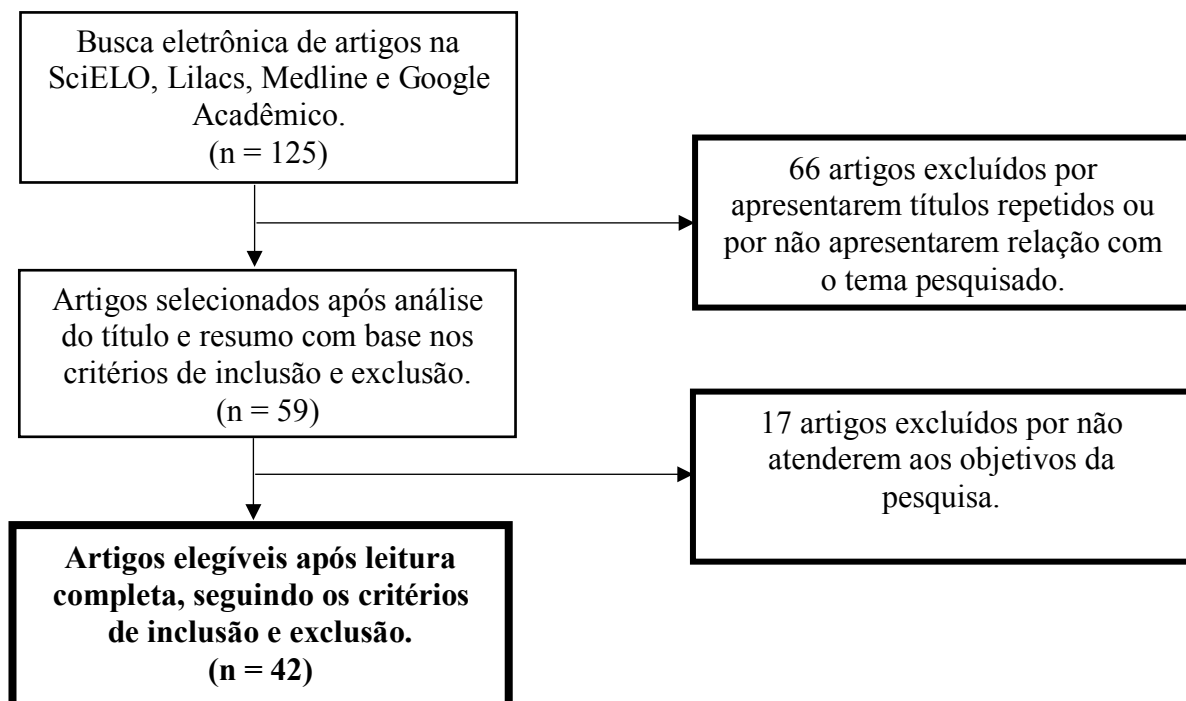 Busca eletrônica de artigos na
SciELO, Lilacs, Medline e Google
Acadêmico.
(n = 125)
66 artigos excluídos por
apresentarem títulos repetidos ou
por não apresentarem relação com
o tema pesquisado.
Artigos selecionados após análise
do título e resumo com base nos
critérios de inclusão e exclusão.
(n = 59)
17 artigos excluídos por não
atenderem aos objetivos da
pesquisa.
Artigos elegíveis após leitura
completa, seguindo os critérios
de inclusão e exclusão.
(n = 42)